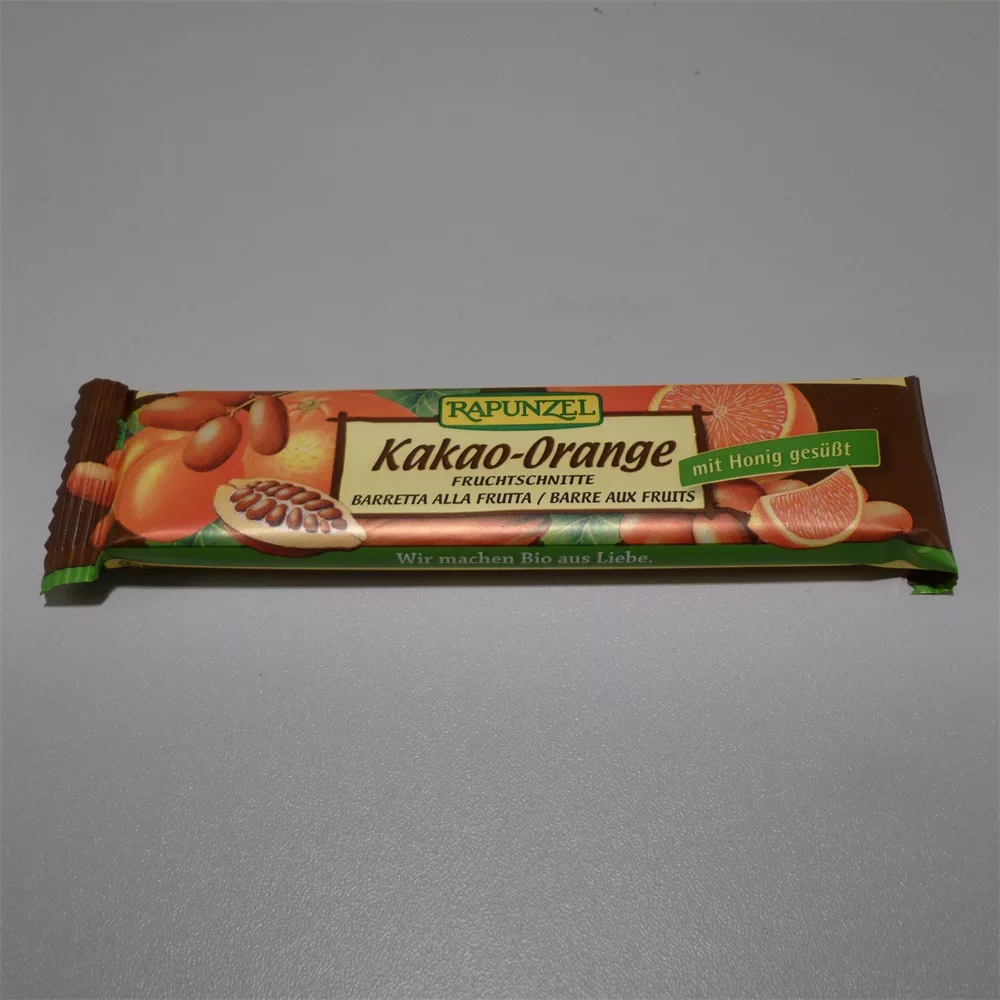 RAPUNZEL
Kakao-Orange
FRUCHTSCHNITTE
BARRETTA ALLA FRUTTA / BARRE AUX FRUITS
mit Honig gesüßt
Wir machen Bio aus Liebe.